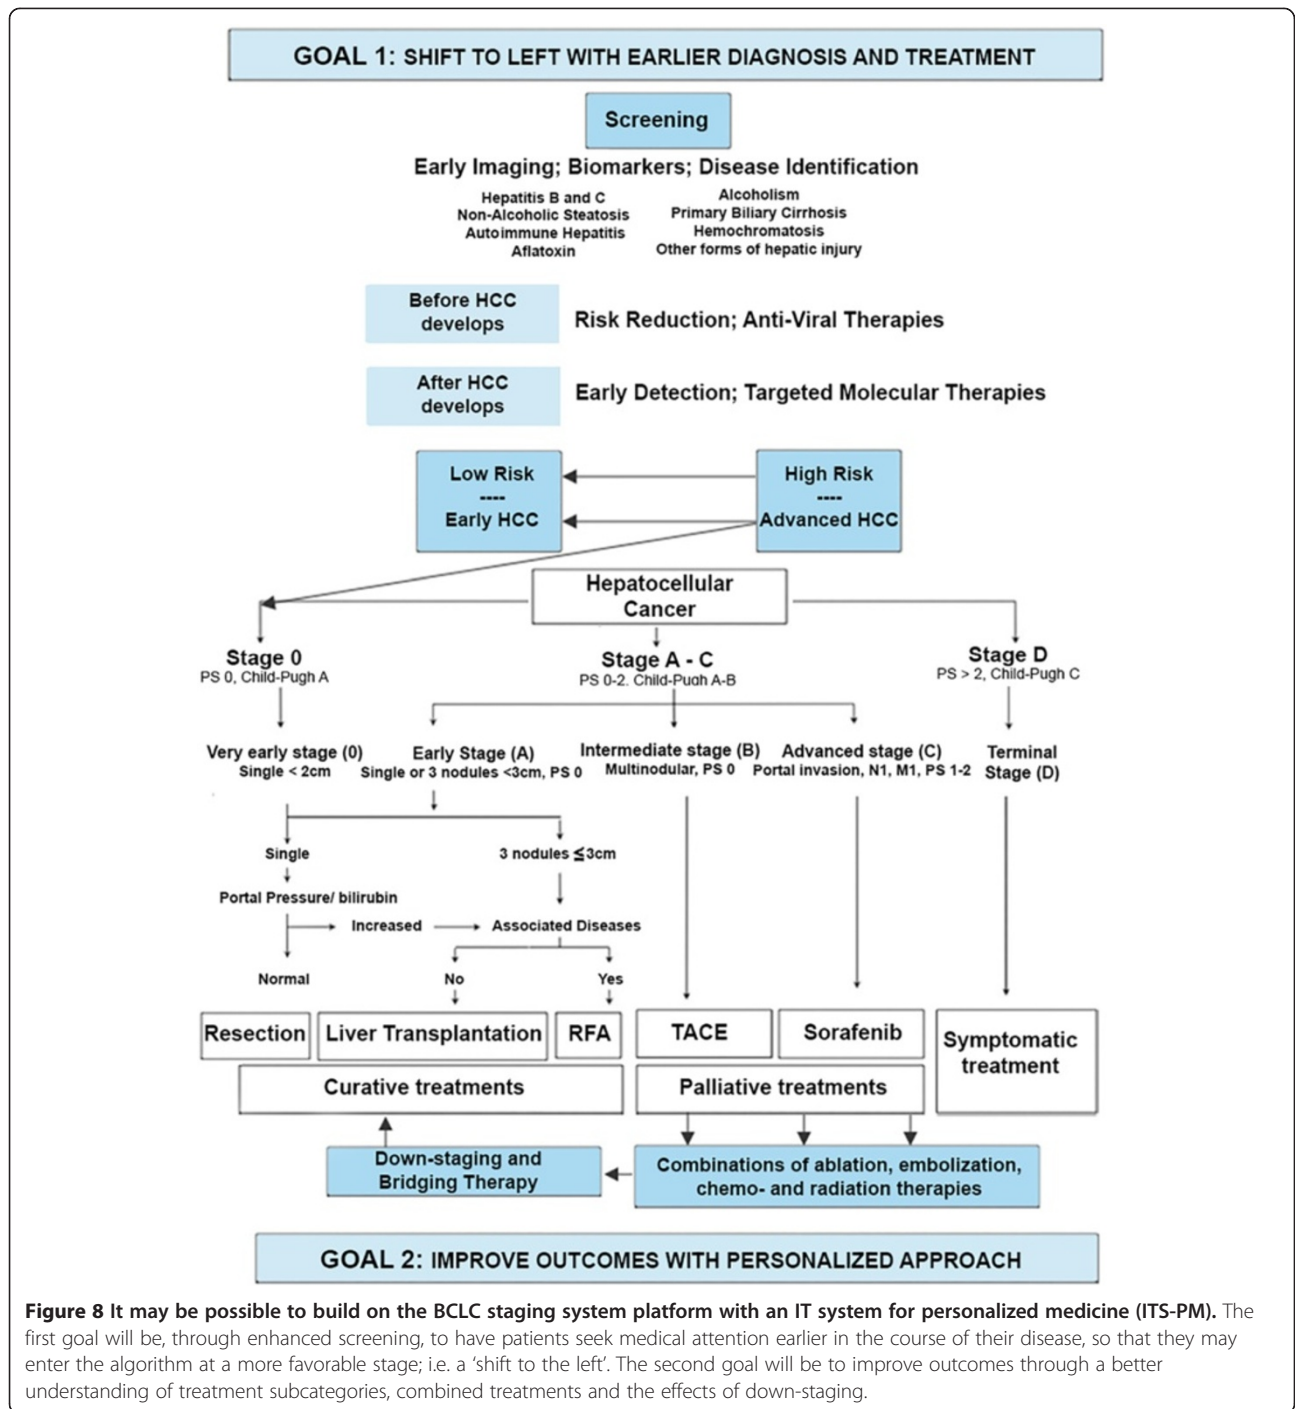 GOAL 1: SHIFT TO LEFT WITH EARLIER DIAGNOSIS AND TREATMENT
Screening
Early Imaging; Biomarkers; Disease Identification
Hepatitis B and C
Non-Alcoholic Steatosis
Autoimmune Hepatitis
Aflatoxin
Alcoholism
Primary Biliary Cirrhosis
Hemochromatosis
Other forms of hepatic injury
Before HCC
develops
Risk Reduction; Anti-Viral Therapies
After HCC
develops
Early Detection; Targeted Molecular Therapies
Low Risk
----
Early HCC
High Risk
----
Advanced HCC
Hepatocellular
Cancer
Stage 0
PS 0, Child-Pugh A
Stage A - C
PS 0-2. Child-Pugh A-B
Stage D
PS > 2, Child-Pugh C
Very early stage (0)
Single < 2cm
Early Stage (A)
Single or 3 nodules <3cm, PS 0
Intermediate stage (B)
Multinodular, PS 0
Advanced stage (C)
Portal invasion, N1, M1, PS 1-2
Terminal
Stage (D)
Single
3 nodules ≦3cm
Portal Pressure/ bilirubin
Increased
Associated Diseases
Normal
No
Yes
Resection
Liver Transplantation
RFA
TACE
Sorafenib
Symptomatic
treatment
Curative treatments
Palliative treatments
Down-staging and
Bridging Therapy
Combinations of ablation, embolization,
chemo- and radiation therapies
GOAL 2: IMPROVE OUTCOMES WITH PERSONALIZED APPROACH
Figure 8 It may be possible to build on the BCLC staging system platform with an IT system for personalized medicine (ITS-PM). The
first goal will be, through enhanced screening, to have patients seek medical attention earlier in the course of their disease, so that they may
enter the algorithm at a more favorable stage; i.e. a ‘shift to the left’. The second goal will be to improve outcomes through a better
understanding of treatment subcategories, combined treatments and the effects of down-staging.